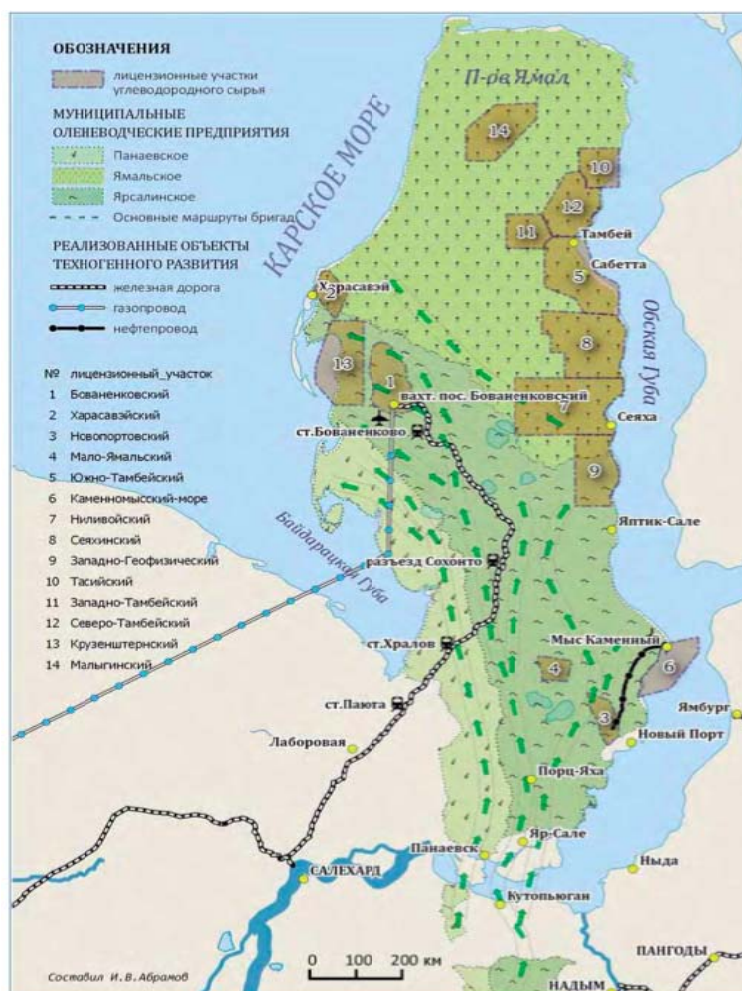 ОБОЗНАЧЕНИЯ
лицензионные участки
углеводородного сырья
МУНИЦИПАЛЬНЫЕ
ОЛЕНЕВОДЧЕСКИЕ ПРЕДПРИЯТИЯ
Панаевское
Ямальское
Ярсалинское
Основные маршруты бригад
РЕАЛИЗОВАННЫЕ ОБЪЕКТЫ
ТЕХНОГЕННОГО РАЗВИТИЯ
железная дорога
газопровод
нефтепровод
№ лицензионный_участок
1 Бованенковский
2 Харасавэйский
3 Новопортовский
4 Мало-Ямальский
5 Южно-Тамбейский
6 Каменномысский-море
7 Ниливойский
8 Сеяхинский
9 Западно-Геофизический
10 Тасийский
11 Западно-Тамбейский
12 Северо-Тамбейский
13 Крузенштернский
14 Малыгинский
П-ов Ямал
КАРСКОЕ МОРЕ
14
10
12
11
Тамбей
Сабетта
5
Харасавэй
2
Обская Губа
8
13
1
вахт. пос. Бованенковский
7
Сеяха
ст.Бованенково
9
Байдарацкая Губа
Яптик-Сале
разъезд Сохонто
Мыс Каменный
ст.Хралов
4
6
ст.Паюта
3
Ямбург
Новый Порт
Лаборовая
Порц-Яха
Яр-Сале
Панаевск
Ныда
САЛЕХАРД
Кутопьюган
ПАНГОДЫ
НАДЫМ
0 100 200 км
Составил И. В. Абрамов